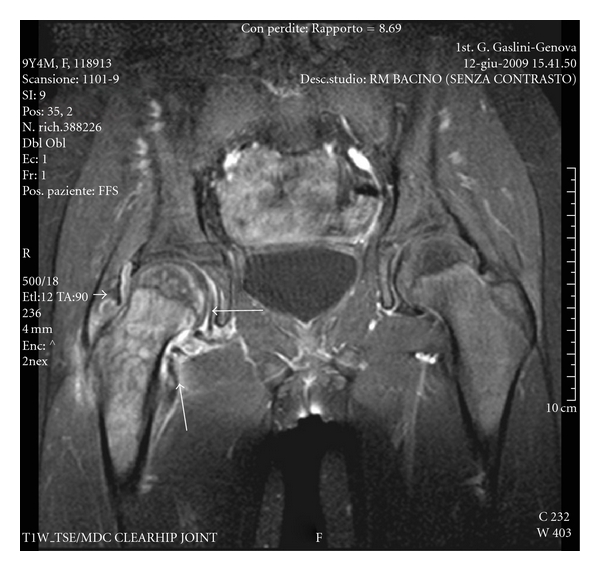 Con perdite: Rapporto = 8.69
1st. G. Gaslini-Genova
12-giu-2009 15.41.50
Desc.studio: RM BACINO (SENZA CONTRASTO)
9Y4M, F, 118913
Scansione: 1101-9
SI: 9
Pos: 35, 2
N. rich.388226
Dbl Obl
Ec: 1
Fr: 1
Pos. paziente: FFS
R
500/18
Etl:12 TA:90
236
4 mm
Enc: ^
2nex
10 cm
C 232
W 403
T1W_TSE/MDC CLEARHIP JOINT
F